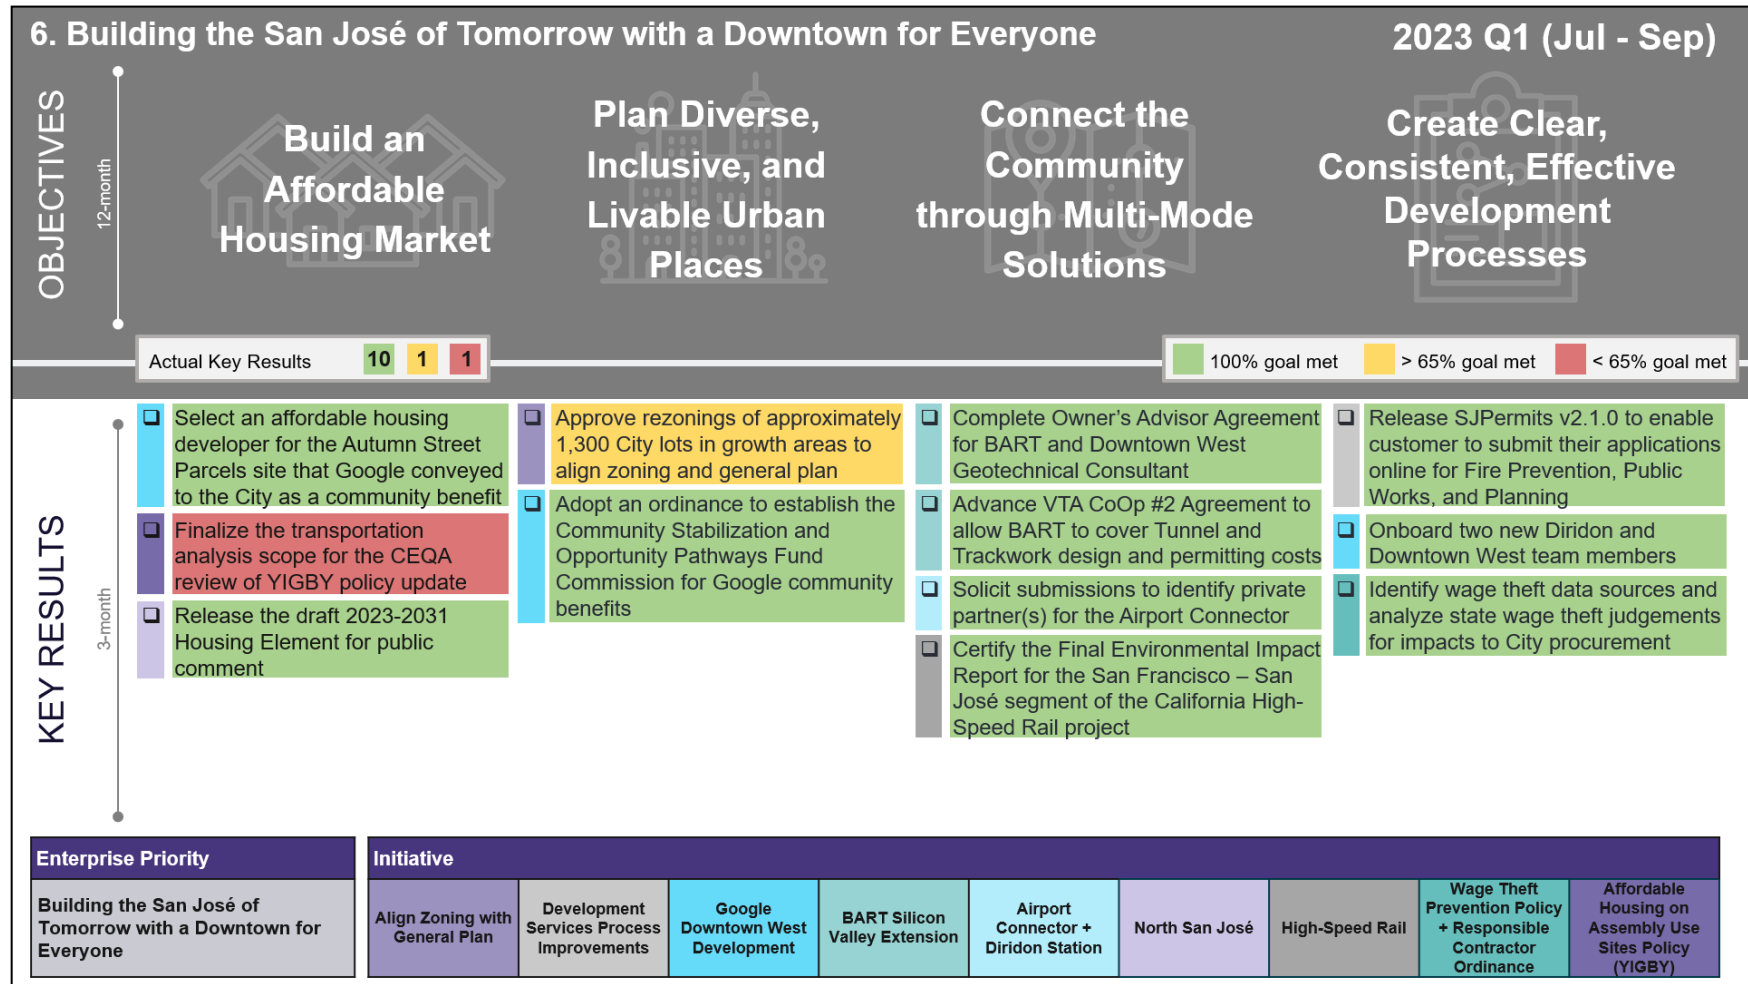 6. Building the San José of Tomorrow with a Downtown for Everyone
2023 Q1 (Jul - Sep)
OBJECTIVES
12-month
Build an
Affordable
Housing Market
Plan Diverse,
Inclusive, and
Livable Urban
Places
Connect the
Community
through Multi-Mode
Solutions
Create Clear,
Consistent, Effective
Development
Processes
Actual Key Results 10 1 1
100% goal met > 65% goal met < 65% goal met
KEY RESULTS
3-month
❑ Select an affordable housing
developer for the Autumn Street
Parcels site that Google conveyed
to the City as a community benefit
❑ Finalize the transportation
analysis scope for the CEQA
review of YIGBY policy update
❑ Release the draft 2023-2031
Housing Element for public
comment
❑ Approve rezonings of approximately
1,300 City lots in growth areas to
align zoning and general plan
❑ Adopt an ordinance to establish the
Community Stabilization and
Opportunity Pathways Fund
Commission for Google community
benefits
❑ Complete Owner's Advisor Agreement
for BART and Downtown West
Geotechnical Consultant
❑ Advance VTA CoOp #2 Agreement to
allow BART to cover Tunnel and
Trackwork design and permitting costs
❑ Solicit submissions to identify private
partner(s) for the Airport Connector
❑ Certify the Final Environmental Impact
Report for the San Francisco – San
José segment of the California High-
Speed Rail project
❑ Release SJPermits v2.1.0 to enable
customer to submit their applications
online for Fire Prevention, Public
Works, and Planning
❑ Onboard two new Diridon and
Downtown West team members
❑ Identify wage theft data sources and
analyze state wage theft judgements
for impacts to City procurement
Enterprise Priority
Building the San José of
Tomorrow with a Downtown for
Everyone
Initiative
Align Zoning with
General Plan
Development
Services Process
Improvements
Google
Downtown West
Development
BART Silicon
Valley Extension
Airport
Connector +
Diridon Station
North San José
High-Speed Rail
Wage Theft
Prevention Policy
+ Responsible
Contractor
Ordinance
Affordable
Housing on
Assembly Use
Sites Policy
(YIGBY)